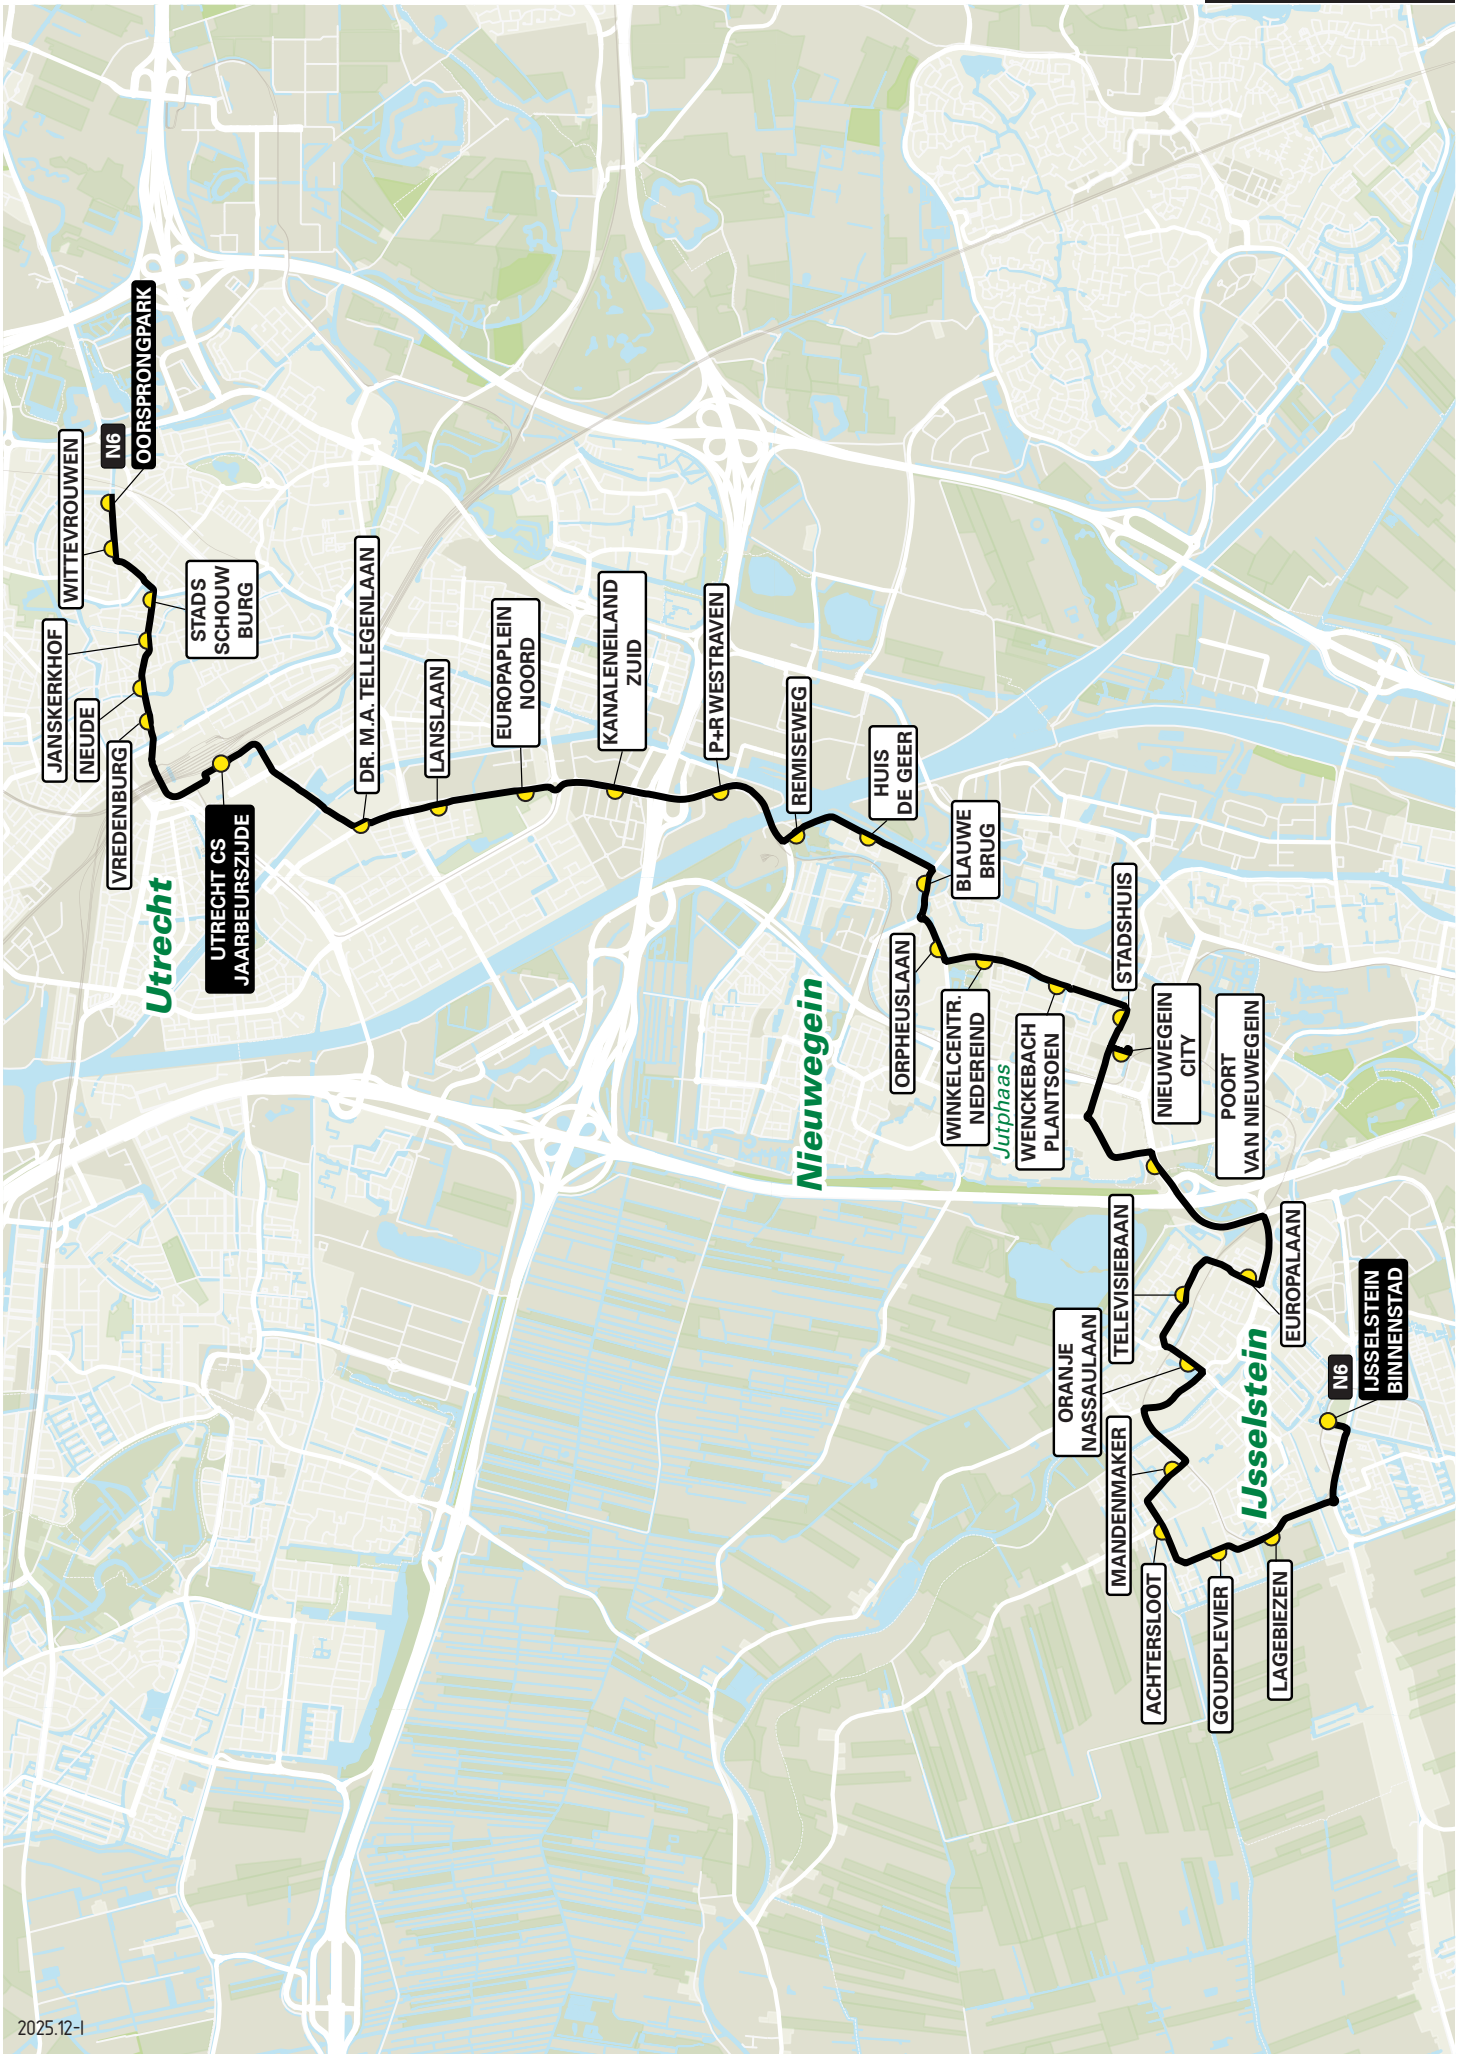 WITTEVROUWEN
N6
OORSPRONGPARK
STADS
SCHOUW
BURG
JANSKERKHOF
NEUDE
VREDENBURG
Utrecht
UTRECHT CS
JAARBEURSZIJDE
DR. M.A. TELLEGENLAAN
LANSLAAN
EUROPAPLEIN
NOORD
KANALENEILAND
ZUID
P+R WESTRAVEN
REMISEWEG
HUIS
DE GEER
BLAUWE
BRUG
ORPHEUSLAAN
Nieuwegein
WINKELCENTR.
NEDEREIND
Jutphaas
WENCKEBACH
PLANTSOEN
STADSHUIS
NIEUWEGEIN
CITY
POORT
VAN NIEUWEGEIN
EUROPALAAN
TELEVISIEBAAN
ORANJE
NASSAULAAN
MANDENMAKER
ACHTERSLOOT
GOUDPLEVIER
LAGEBIEZEN
IJsselstein
N6
IJSSELSTEIN
BINNENSTAD
2025.12-I